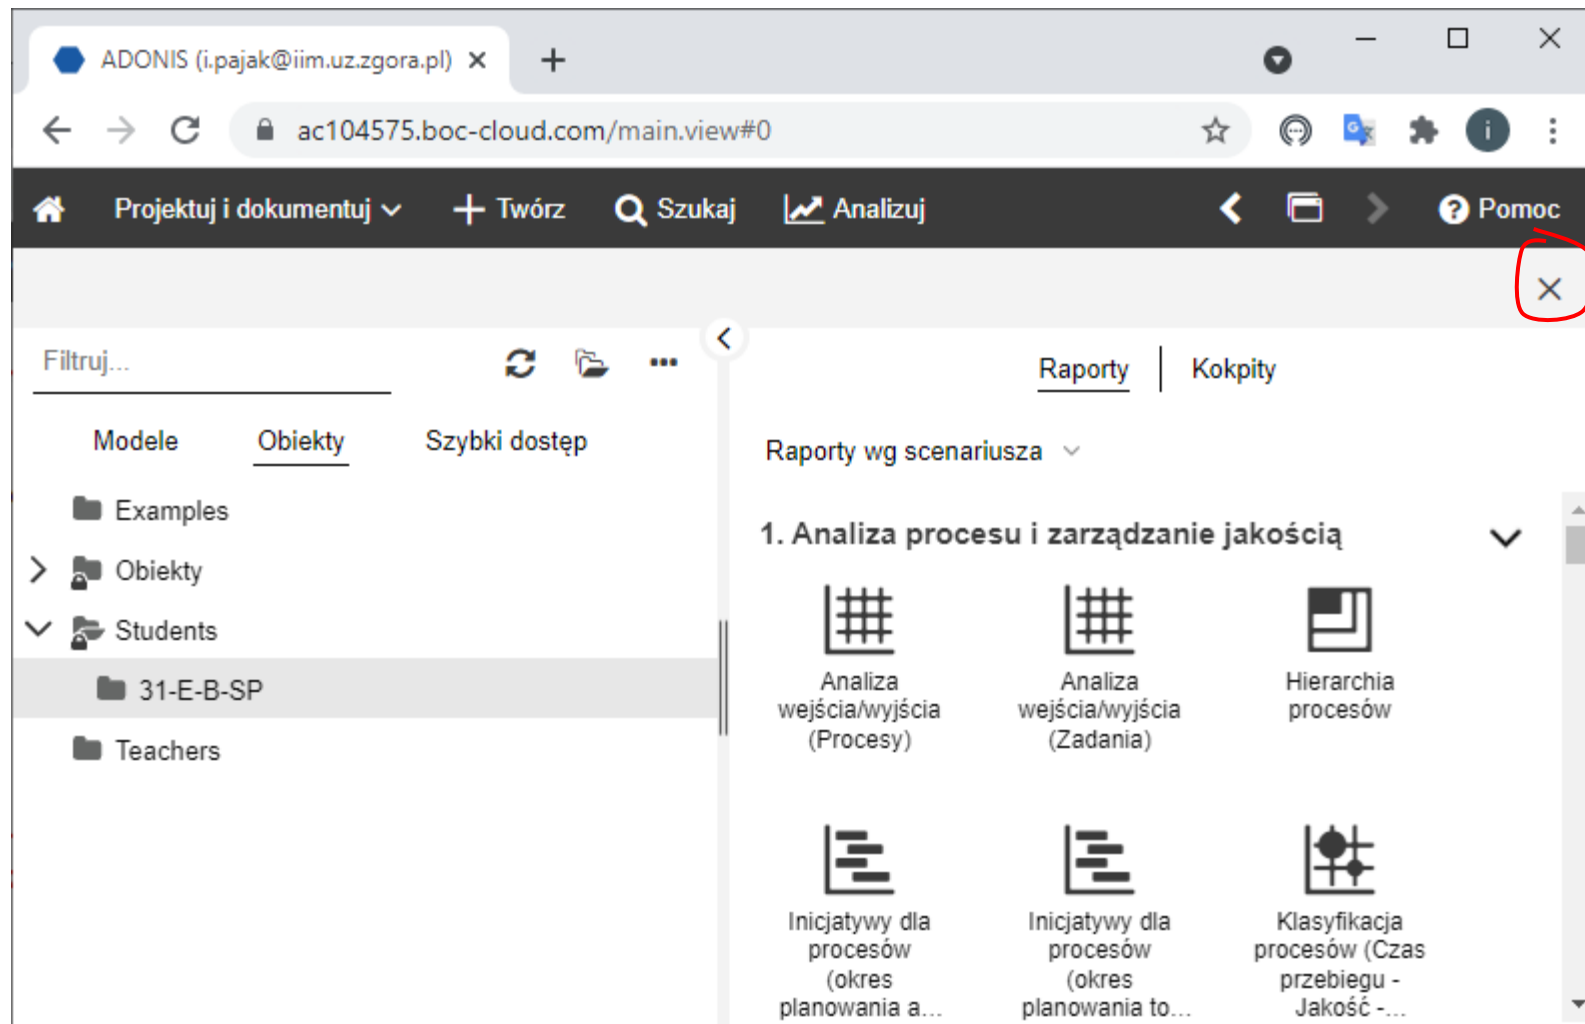 ADONIS (i.pajak@iim.uz.zgora.pl)
ac104575.boc-cloud.com/main.view#0
i
Projektuj i dokumentuj Twórz Szukaj Analizuj Pomoc
Filtruj...
Raporty Kokpity
Modele Obiekty Szybki dostęp
Raporty wg scenariusza
Examples
1. Analiza procesu i zarządzanie jakością
Obiekty
Students
31-E-B-SP
Teachers
Analiza
wejścia/wyjścia
(Procesy)
Analiza
wejścia/wyjścia
(Zadania)
Hierarchia
procesów
Inicjatywy dla
procesów
(okres
planowania a...
Inicjatywy dla
procesów
(okres
planowania to...
Klasyfikacja
procesów (Czas
przebiegu -
Jakość -...